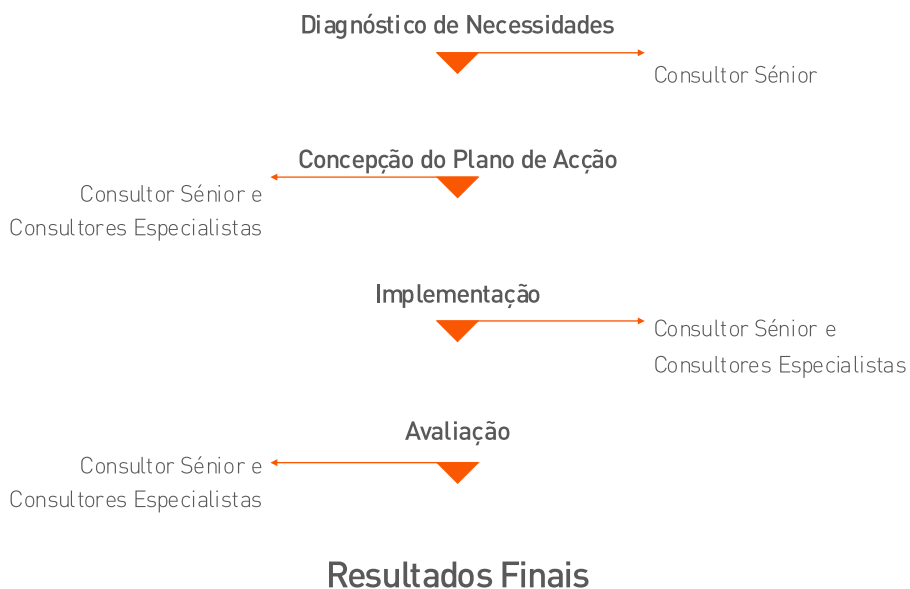 Diagnóstico de Necessidades
Consultor Sénior
Concepção do Plano de Acção
Consultor Sénior e
Consultores Especialistas
Implementação
Consultor Sénior e
Consultores Especialistas
Avaliação
Consultor Sénior e
Consultores Especialistas
Resultados Finais